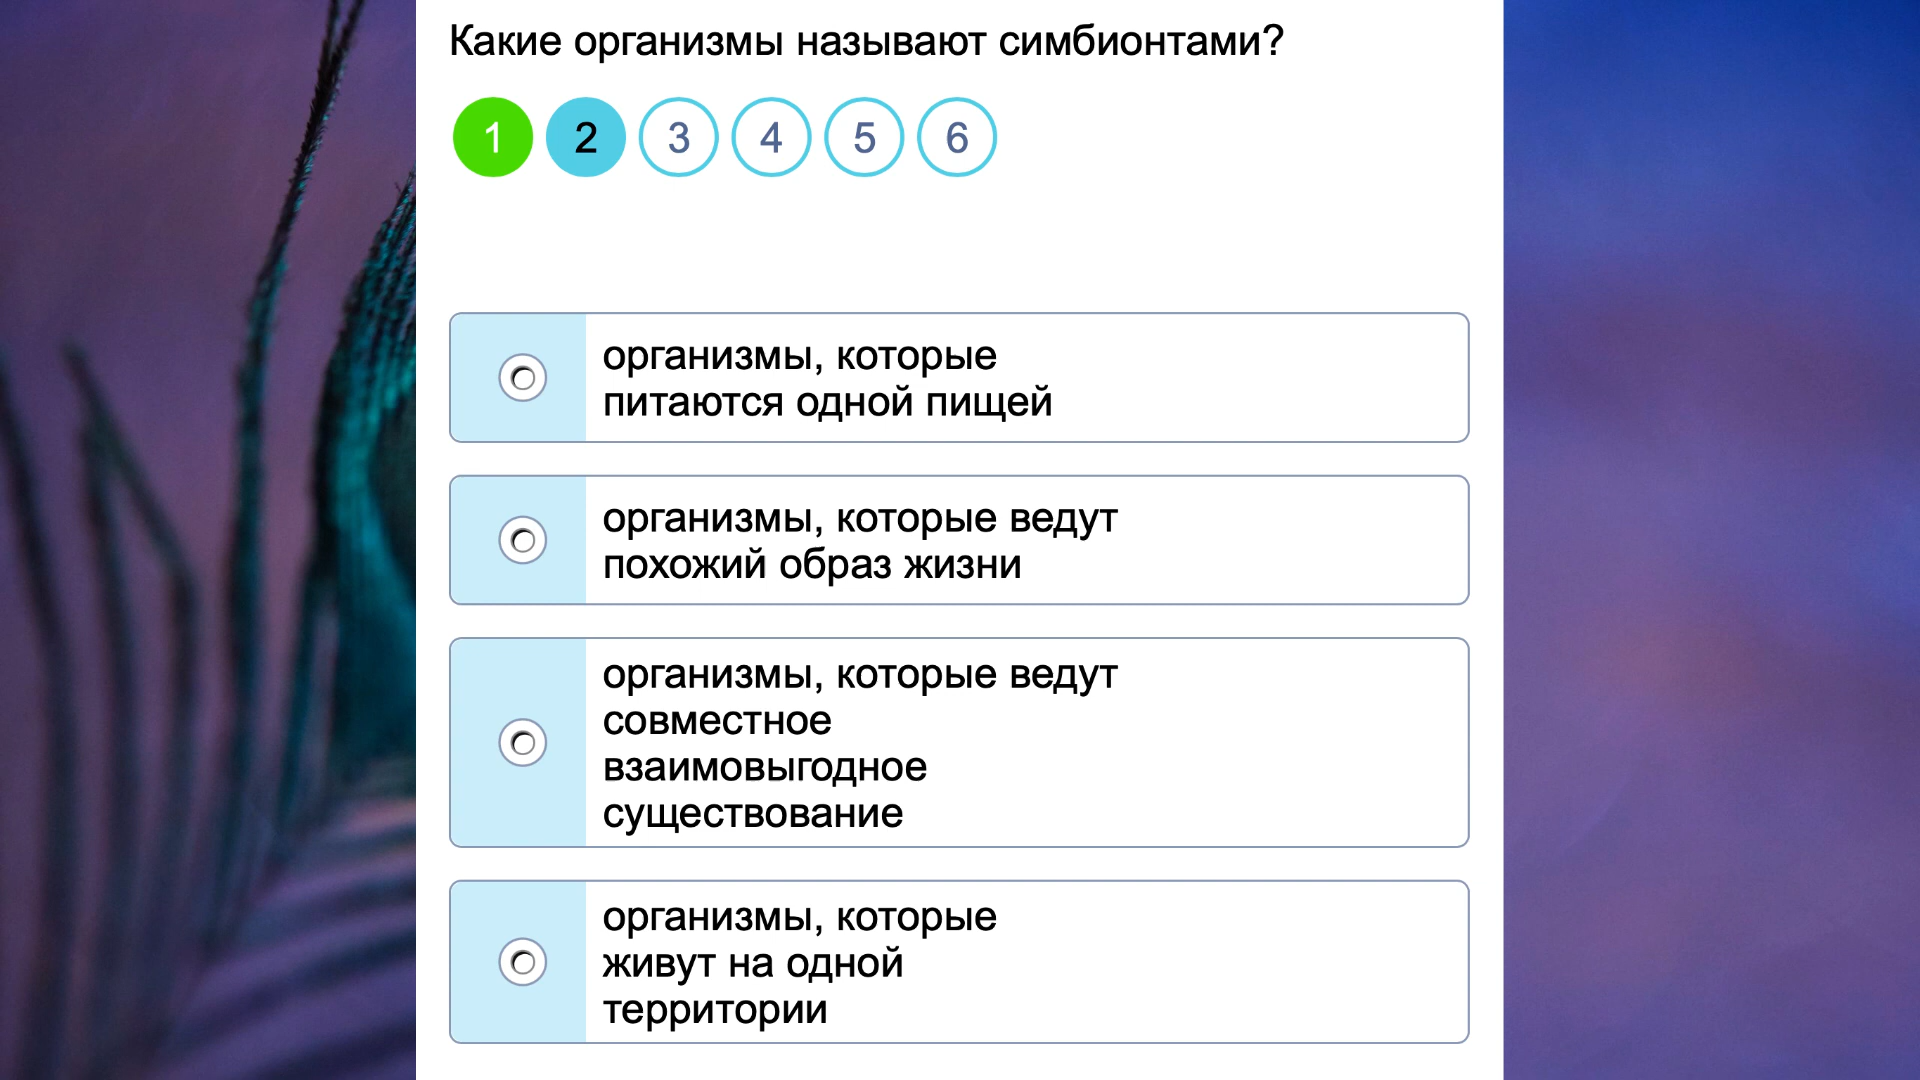 Какие организмы называют симбионтами?
1 2 3 4 5 6
организмы, которые
питаются одной пищей
организмы, которые ведут
похожий образ жизни
организмы, которые ведут
совместное
взаимовыгодное
существование
организмы, которые
живут на одной
территории